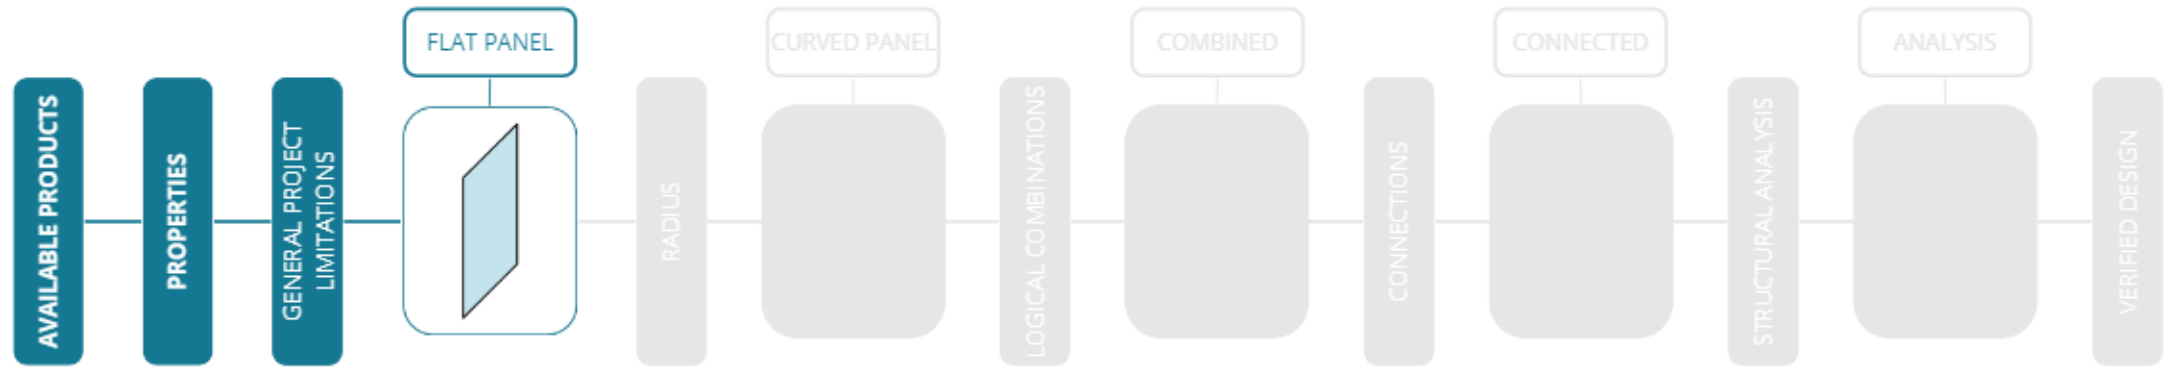 FLAT PANEL
CURVED PANEL
COMBINED
CONNECTED
ANALYSIS
AVAILABLE PRODUCTS
PROPERTIES
GENERAL PROJECT
LIMITATIONS
RADIUS
LOGICAL COMBINATIONS
CONNECTIONS
STRUCTURAL ANALYSIS
VERIFIED DESIGN